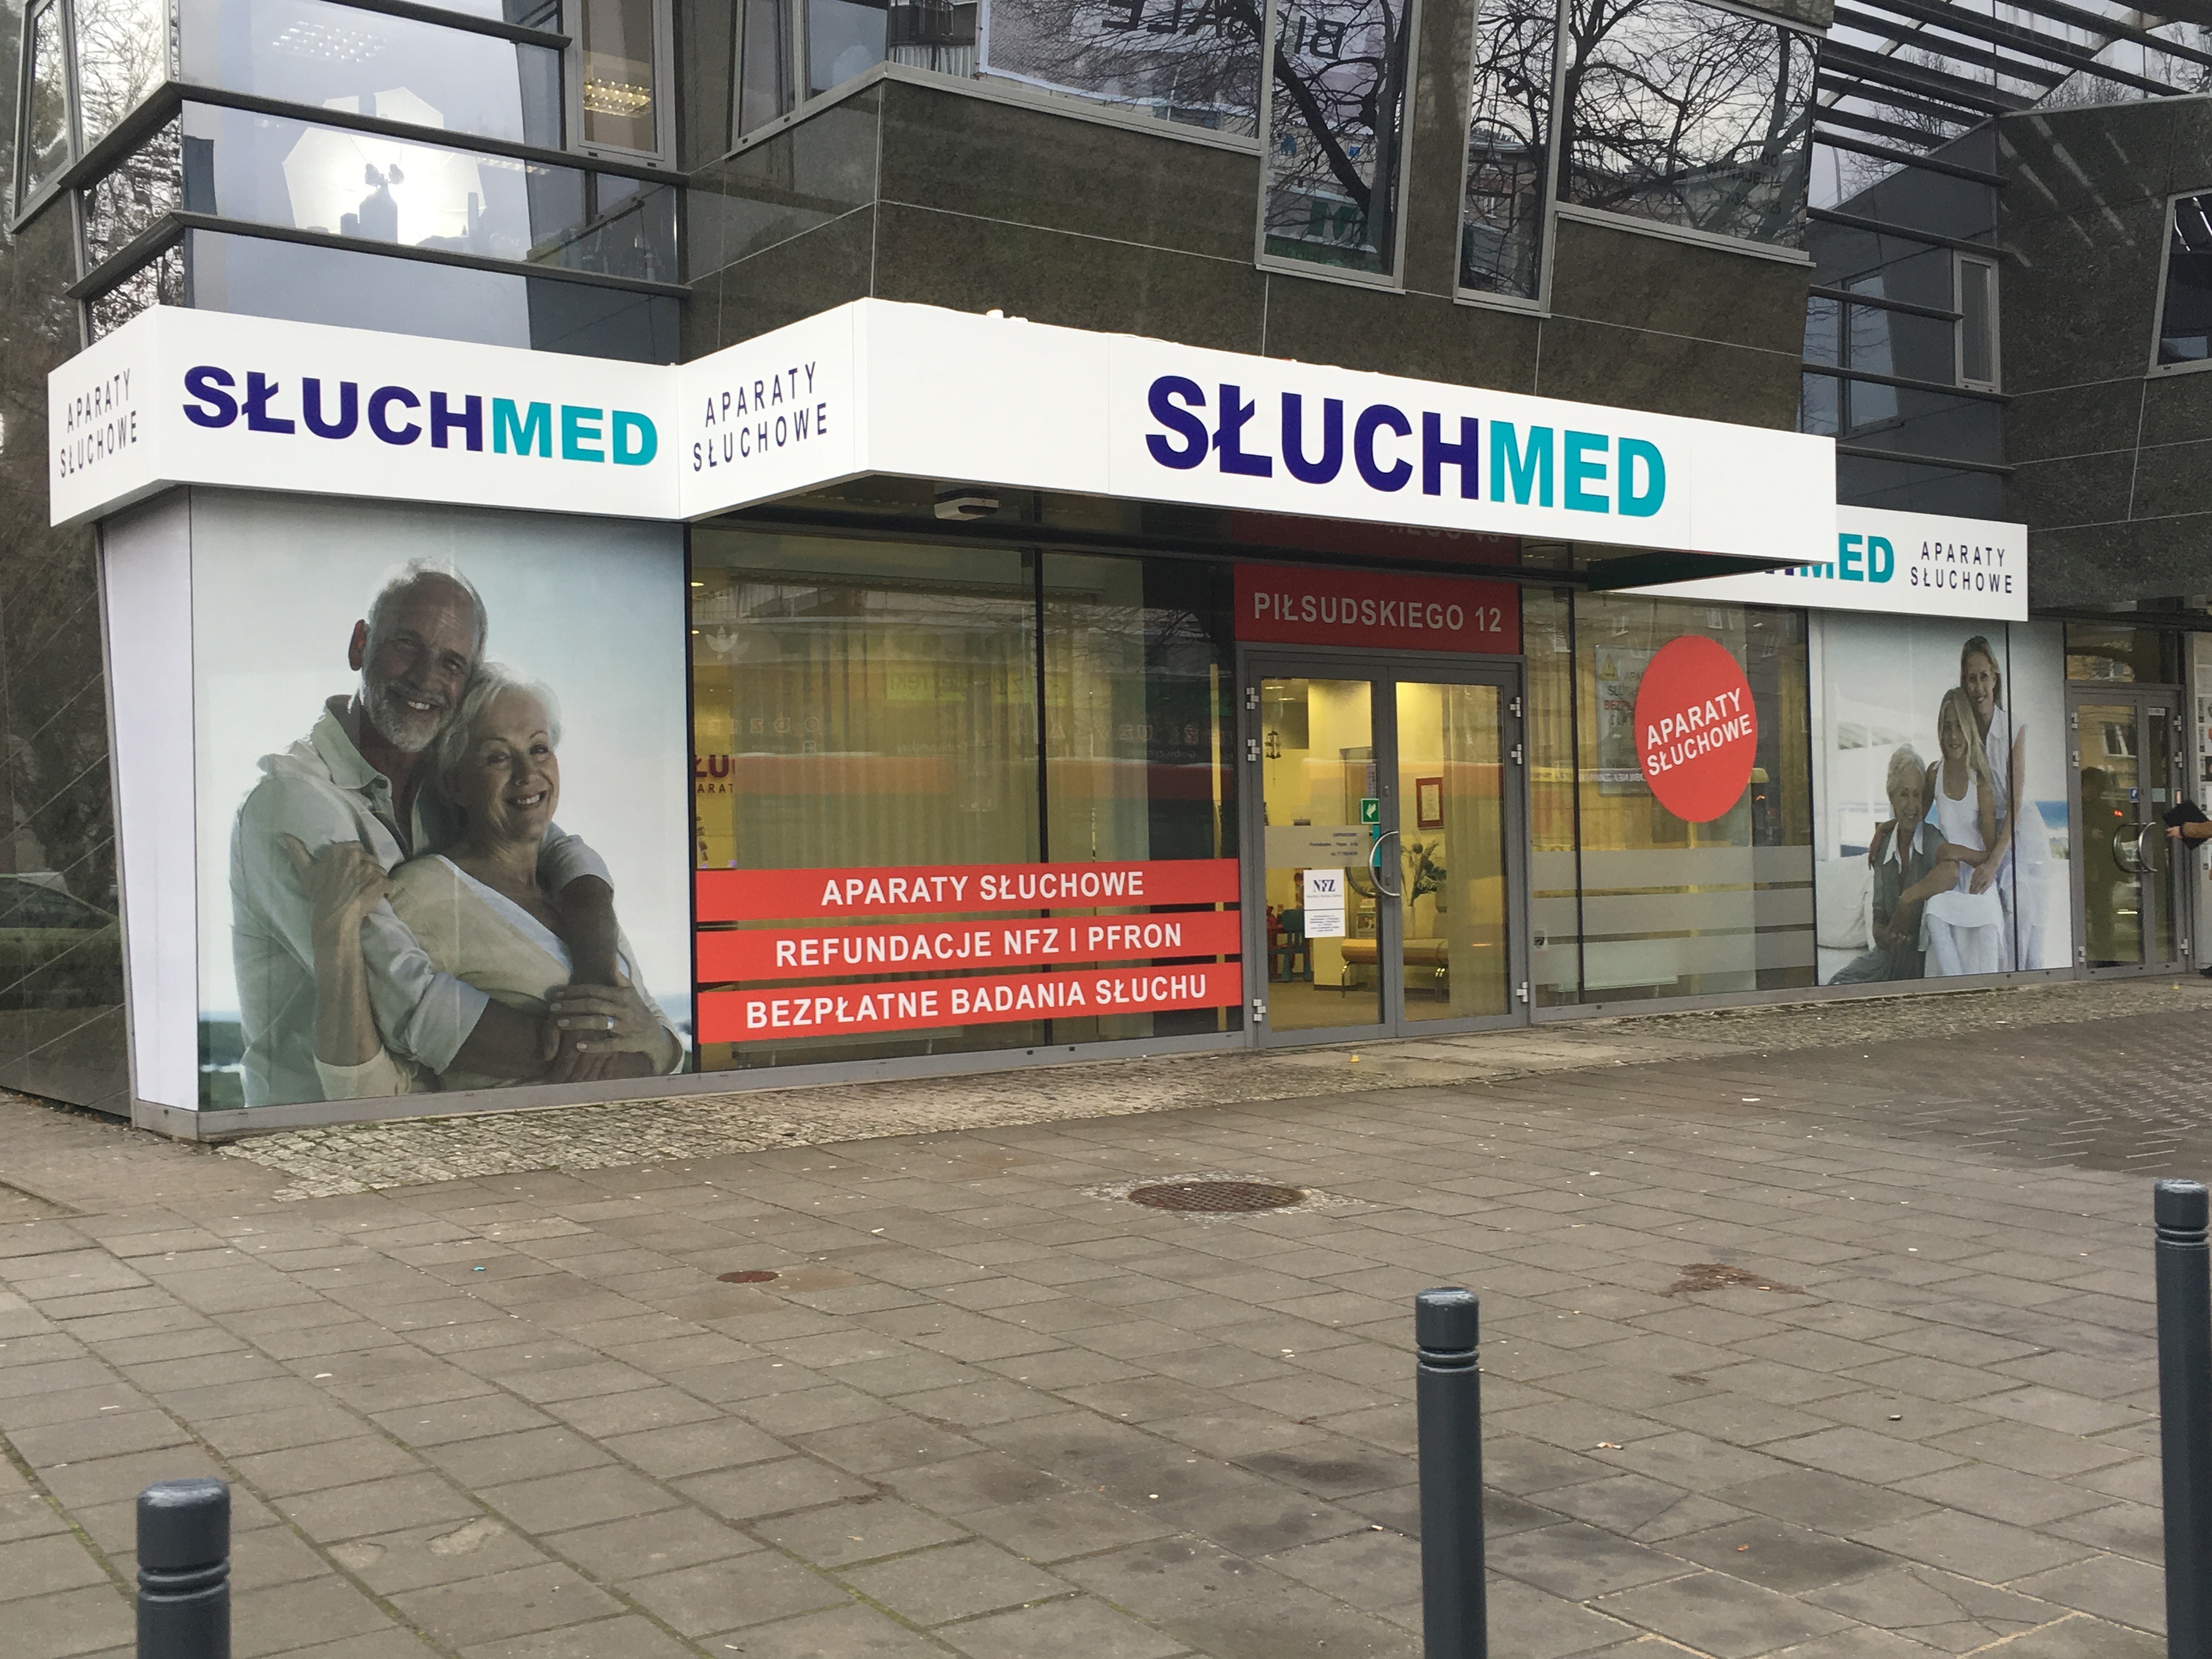 APARATY
SŁUCHOWE
SŁUCHMED
APARATY
SŁUCHOWE
SŁUCHMED
MED
APARATY
SŁUCHOWE
PIŁSUDSKIEGO 12
APARATY
SŁUCHOWE
APARATY SŁUCHOWE
REFUNDACJE NFZ I PFRON
BEZPŁATNE BADANIA SŁUCHU
NFZ